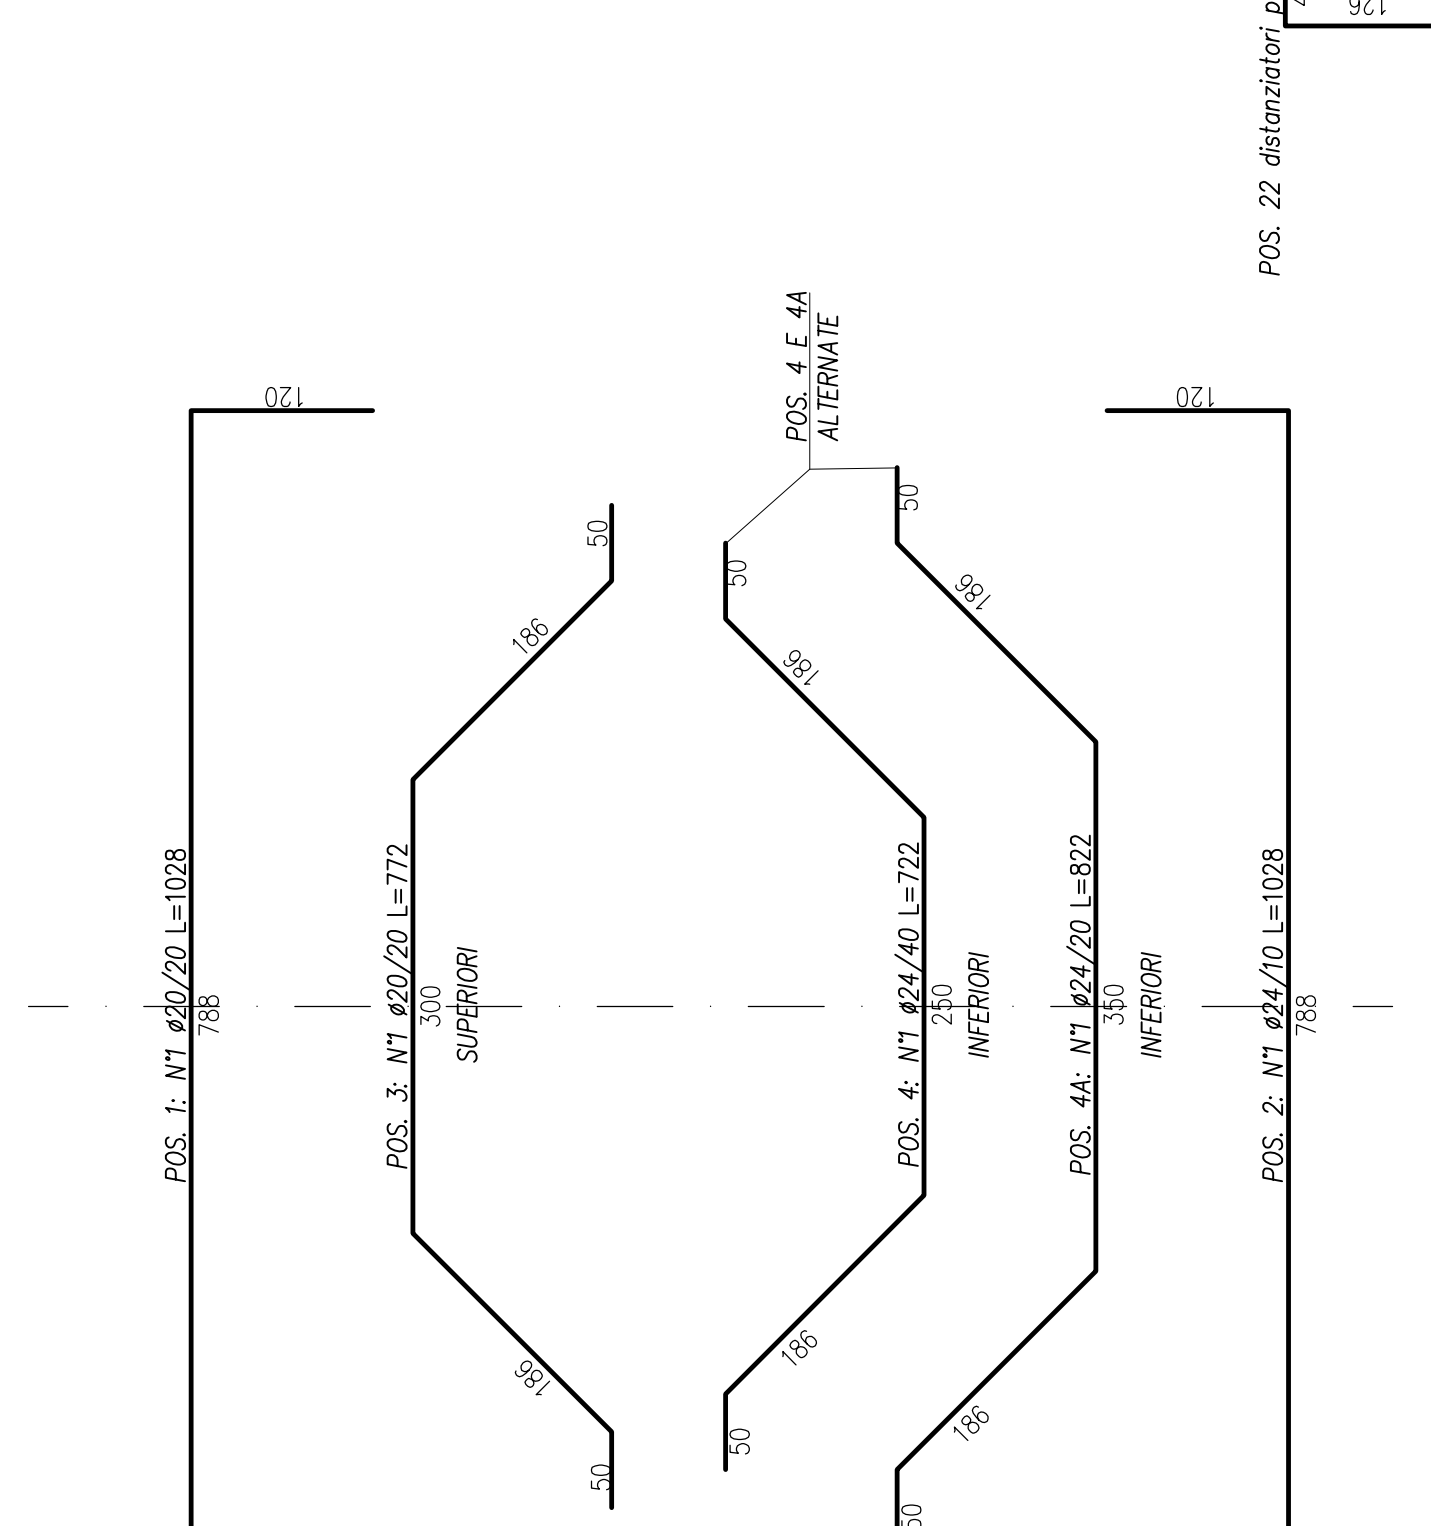 126
POS. 22 distanziatori
POS. 4 E 4A
ALTERNATE
120
120
50
50
50
186
186
186
POS. 1: N°1 ø20/20 L=1028
788
POS. 3: N°1 ø20/20 L=772
300
SUPERIORI
POS. 4: N°1 ø24/40 L=722
250
INFERIORI
POS. 4A: N°1 ø24/20 L=822
350
INFERIORI
POS. 2: N°1 ø24/10 L=1028
788
186
186
186
50
50
50